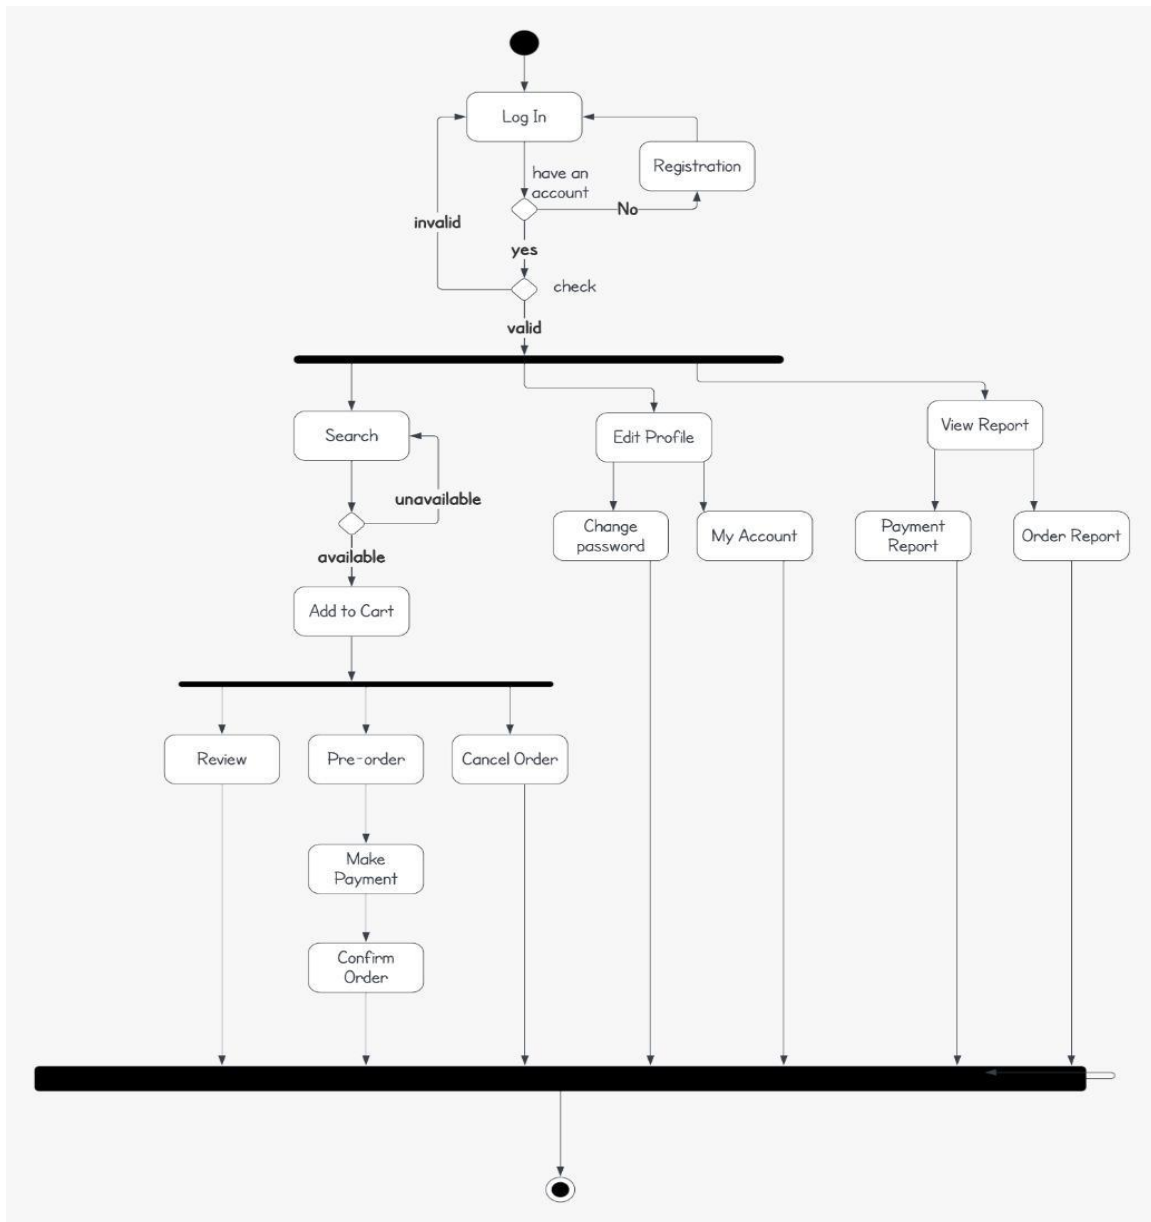 Log In
have an
account
Registration
No
invalid
yes
check
valid
Search
Edit Profile
View Report
unavailable
Change
password
My Account
Payment
Report
Order Report
available
Add to Cart
Review
Pre-order
Cancel Order
Make
Payment
Confirm
Order